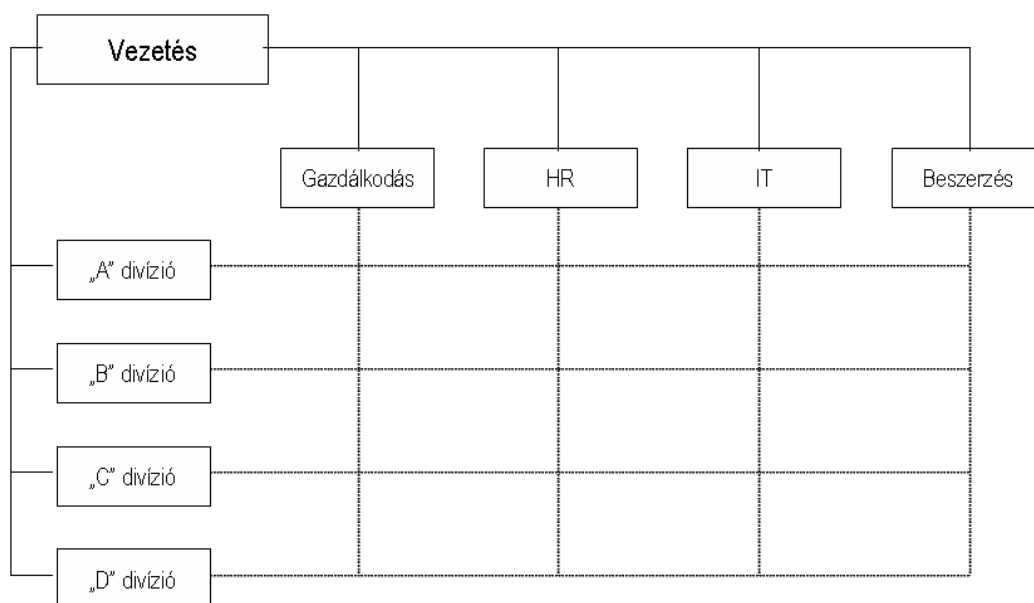 Vezetés
Gazdálkodás
HR
IT
Beszerzés
„A” divízió
„B” divízió
„C” divízió
„D” divízió